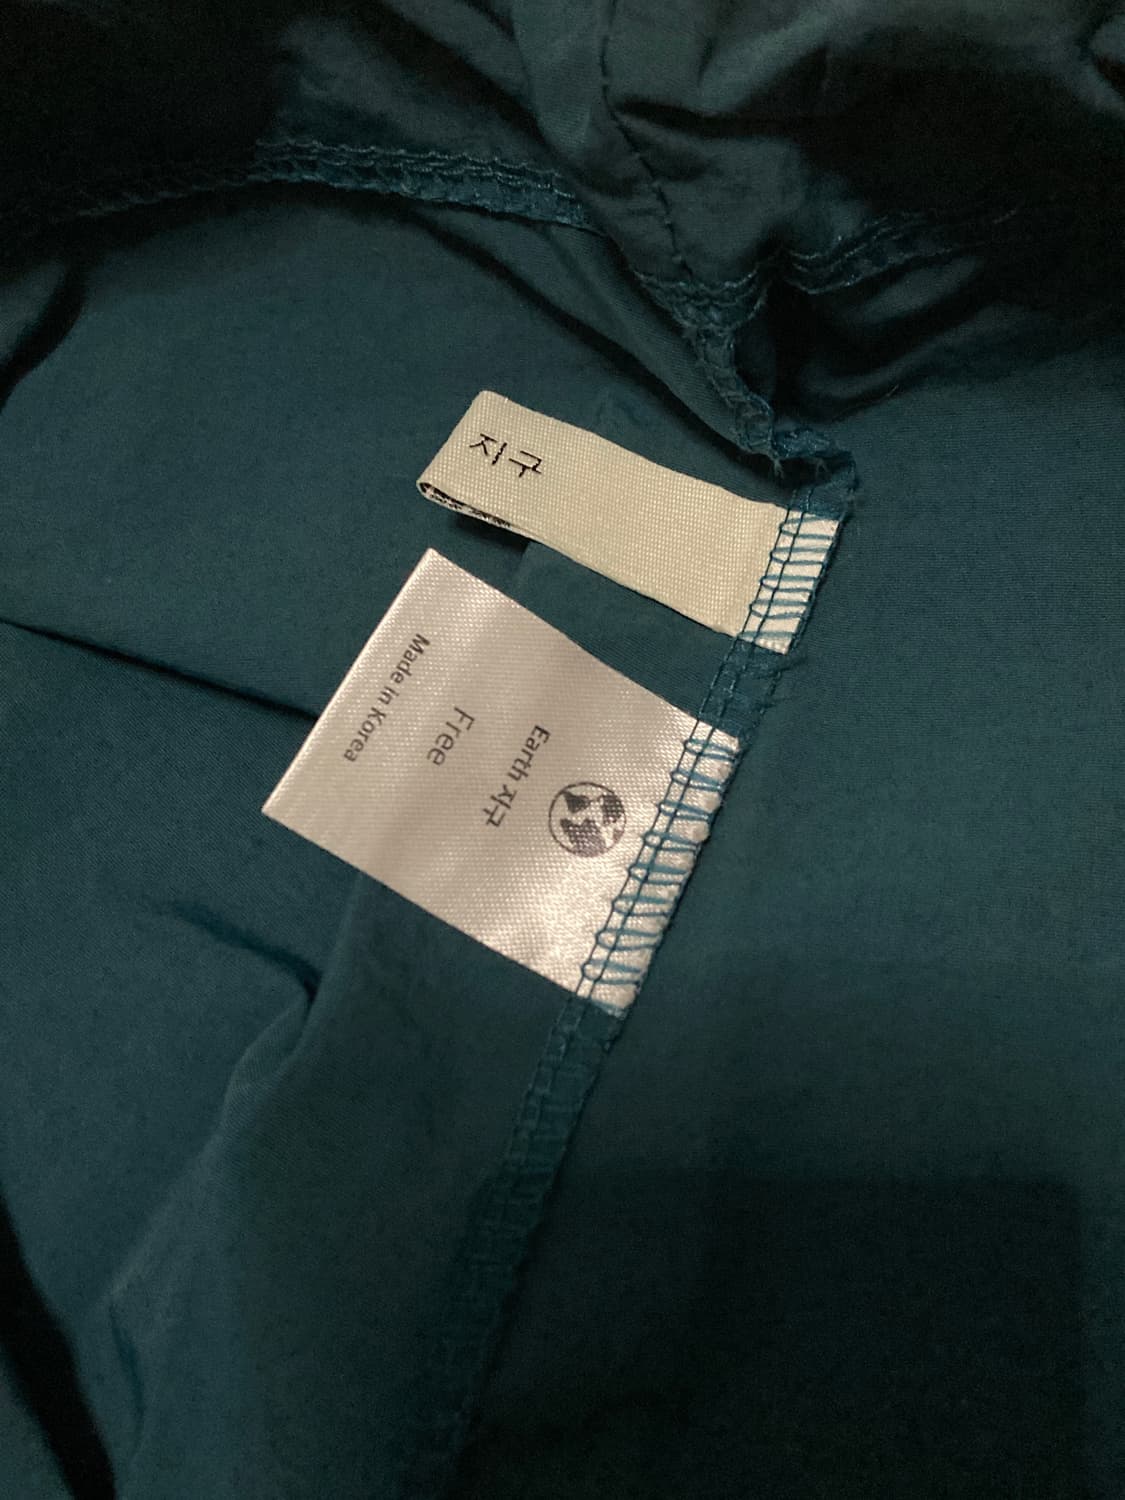 지구
Earth 지구
Free
Made in Korea